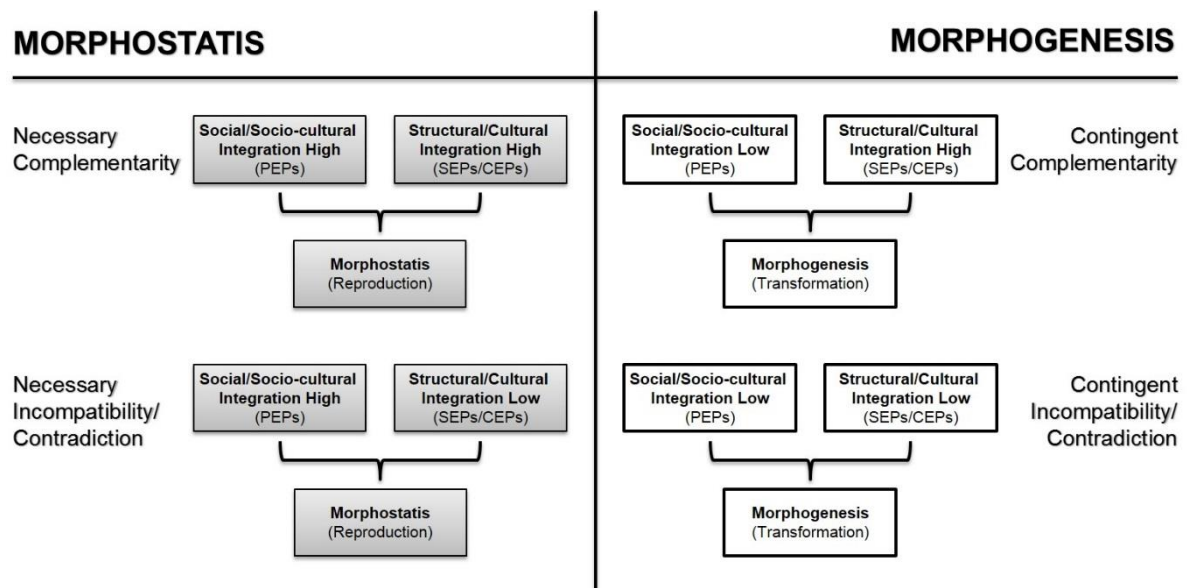 MORPHOSTATIS
MORPHOGENESIS
Necessary
Complementarity
Social/Socio-cultural
Integration High
(PEPs)
Structural/Cultural
Integration High
(SEPs/CEPs)
Morphostatis
(Reproduction)
Social/Socio-cultural
Integration Low
(PEPs)
Structural/Cultural
Integration High
(SEPs/CEPs)
Contingent
Complementarity
Morphogenesis
(Transformation)
Necessary
Incompatibility/
Contradiction
Social/Socio-cultural
Integration High
(PEPs)
Structural/Cultural
Integration Low
(SEPs/CEPs)
Morphostatis
(Reproduction)
Social/Socio-cultural
Integration Low
(PEPs)
Structural/Cultural
Integration Low
(SEPs/CEPs)
Contingent
Incompatibility/
Contradiction
Morphogenesis
(Transformation)